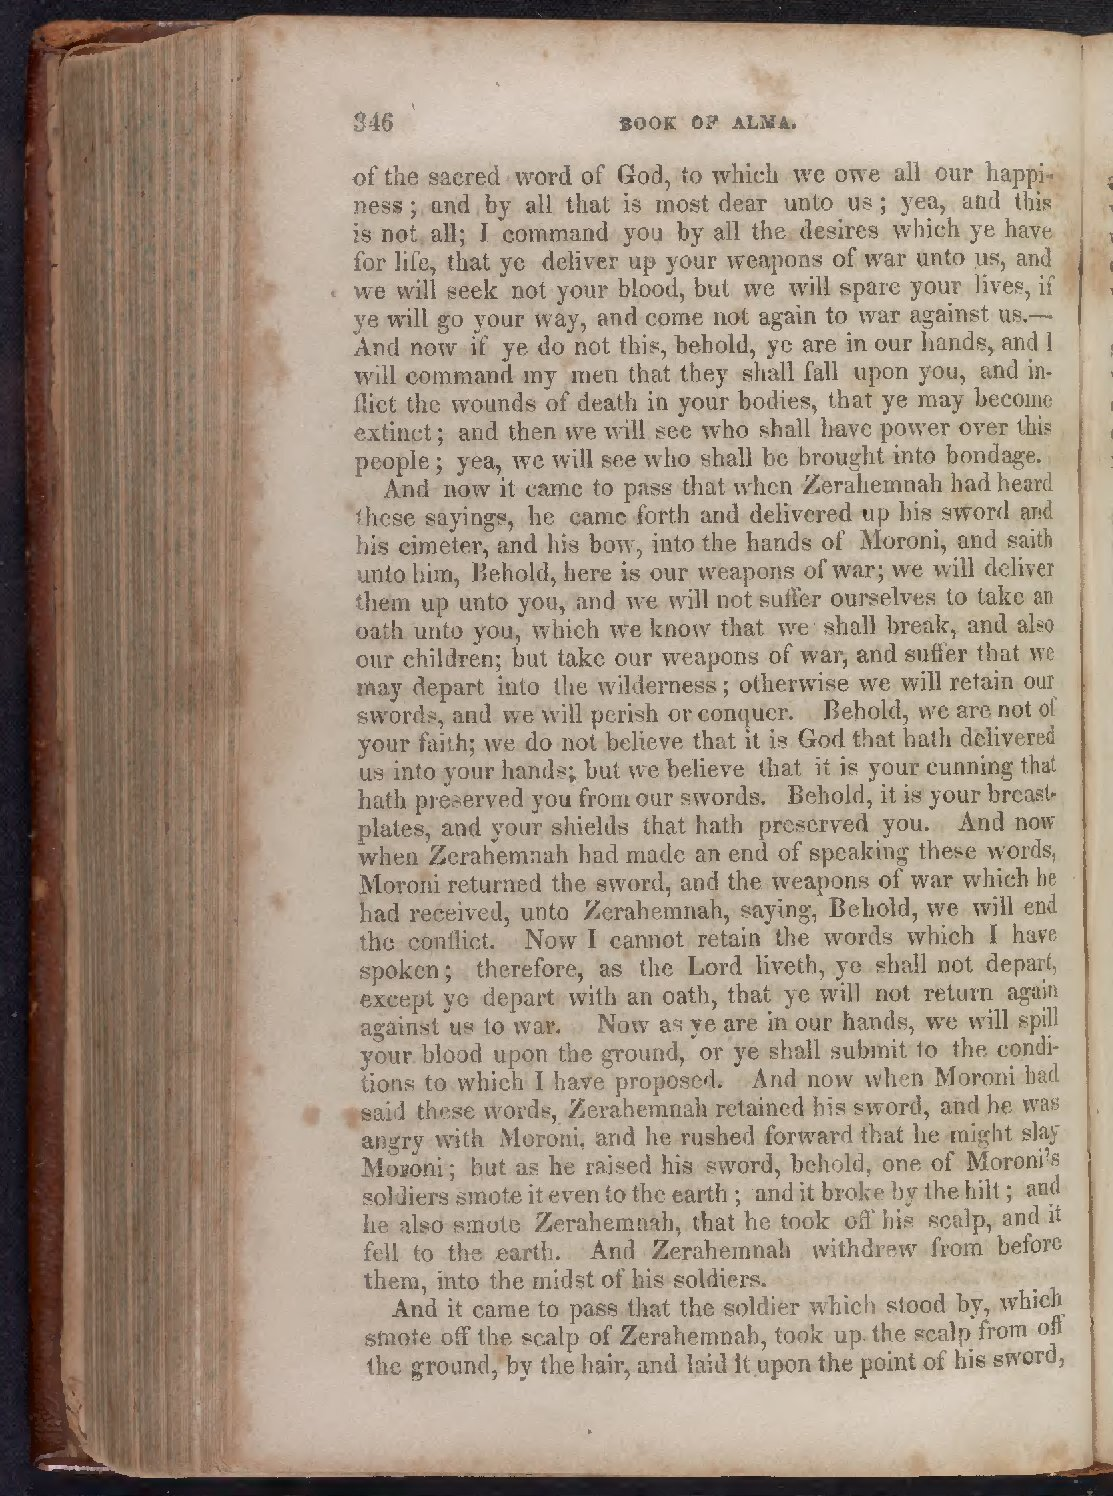 346 BOOK OF ALMA.
of the sacred word of God, to which we owe all our happi-
ness; and by all that is most dear unto us; yea, and this
is not all; I command you by all the desires which ye have
for life, that ye deliver up your weapons of war unto us, and
we will seek not your blood, but we will spare your lives, if
ye will go your way, and come not again to war against us.—
And now if ye do not this, behold, ye are in our hands, and I
will command my men that they shall fall upon you, and in-
flict the wounds of death in your bodies, that ye may become
extinct; and then we will see who shall have power over this
people; yea, we will see who shall be brought into bondage.
And now it came to pass that when Zerahemnah had heard
these sayings, he came forth and delivered up his sword and
his cimeter, and his bow, into the hands of Moroni, and saith
unto him, Behold, here is our weapons of war; we will deliver
them up unto you, and we will not suffer ourselves to take an
oath unto you, which we know that we shall break, and also
our children; but take our weapons of war, and suffer that we
may depart into the wilderness; otherwise we will retain our
swords, and we will perish or conquer. Behold, we are not of
your faith; we do not believe that it is God that hath delivered
us into your hands; but we believe that it is your cunning that
hath preserved you from our swords. Behold, it is your breast-
plates, and your shields that hath preserved you. And now
when Zerahemnah had made an end of speaking these words,
Moroni returned the sword, and the weapons of war which he
had received, unto Zerahemnah, saying, Behold, we will end
the conflict. Now I cannot retain the words which I have
spoken; therefore, as the Lord liveth, ye shall not depart,
except ye depart with an oath, that ye will not return again
against us to war. Now as ye are in our hands, we will spill
your blood upon the ground, or ye shall submit to the condi-
tions to which I have proposed. And now when Moroni had
said these words, Zerahemnah retained his sword, and he was
angry with Moroni, and he rushed forward that he might slay
Moroni; but as he raised his sword, behold, one of Moroni's
soldiers smote it even to the earth; and it broke by the hilt; and
he also smote Zerahemnah, that he took off his scalp, and it
fell to the earth. And Zerahemnah withdrew from before
them, into the midst of his soldiers.
And it came to pass that the soldier which stood by, which
smote off the scalp of Zerahemnah, took up the scalp from off
the ground, by the hair, and laid it upon the point of his sword,